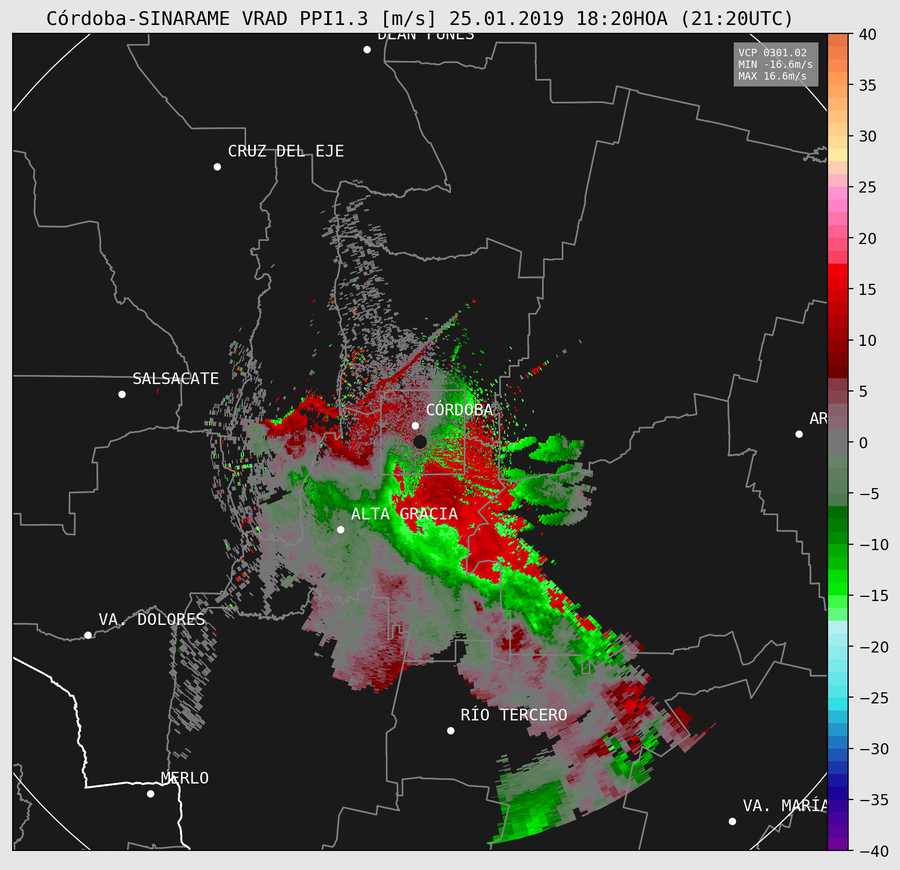 Córdoba-SINARAME VRAD PPI1.3 [m/s] 25.01.2019 18:20HOA (21:20UTC)
DEAN FUNES
VCP 0301.02
MIN -16.6m/s
MAX 16.6m/s
CRUZ DEL EJE
SALSACATE
CÓRDOBA
AR
ALTA GRACIA
VA. DOLORES
RÍO TERCERO
MERLO
VA. MARÍA
40
35
30
25
20
15
10
5
0
−5
−10
−15
−20
−25
−30
−35
−40